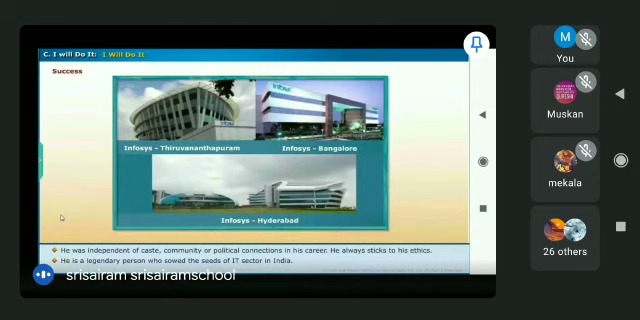 C. I will Do It: I Will Do It
Success
Infosys
Infosys - Thiruvananthapuram
Infosys - Bangalore
Infosys - Hyderabad
He was independent of caste, community or political connections in his career. He always sticks to his ethics.
He is a legendary person who sowed the seeds of IT sector in India.
srisairam srisairamschool
M
You
Muskan
mekala
26 others